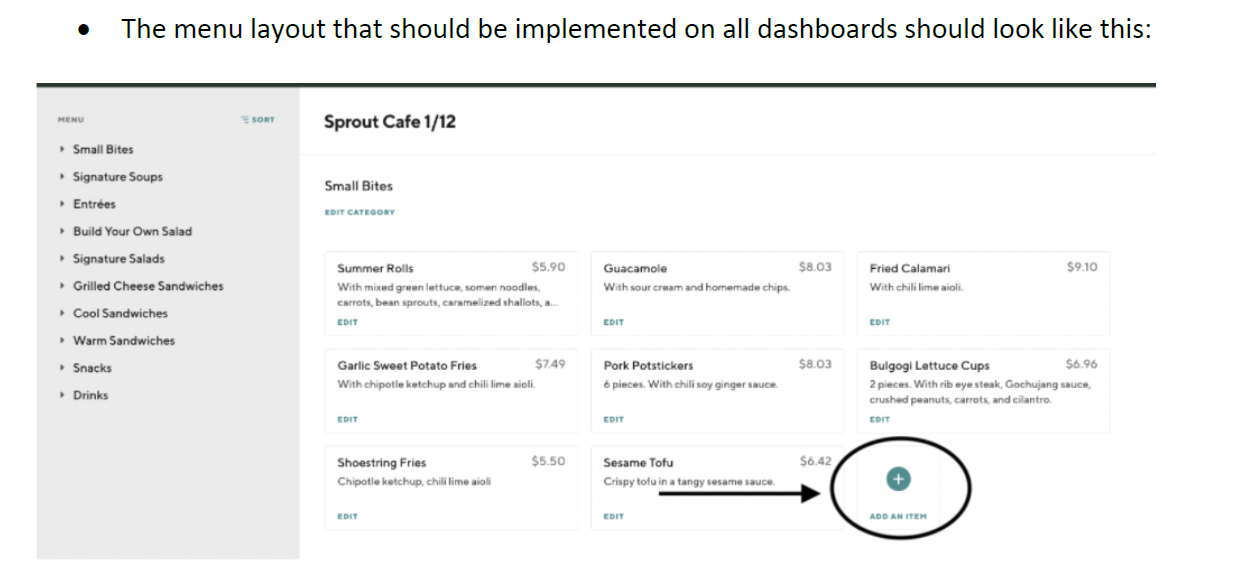 • The menu layout that should be implemented on all dashboards should look like this:
MENU
SORT
Small Bites
Signature Soups
Entrées
Build Your Own Salad
Signature Salads
Grilled Cheese Sandwiches
Cool Sandwiches
Warm Sandwiches
Snacks
Drinks
Sprout Cafe 1/12
Small Bites
EDIT CATEGORY
Summer Rolls $5.90
With mixed green lettuce, somen noodles,
carrots, bean sprouts, caramelized shallots, a...
EDIT
Guacamole $8.03
With sour cream and homemade chips.
EDIT
Fried Calamari $9.10
With chili lime aioli.
EDIT
Garlic Sweet Potato Fries $7.49
With chipotle ketchup and chili lime aioli.
EDIT
Pork Potstickers $8.03
6 pieces. With chili soy ginger sauce.
EDIT
Bulgogi Lettuce Cups $6.96
2 pieces. With rib eye steak, Gochujang sauce,
crushed peanuts, carrots, and cilantro.
EDIT
Shoestring Fries $5.50
Chipotle ketchup, chili lime aioli
EDIT
Sesame Tofu $6.42
Crispy tofu in a tangy sesame sauce.
EDIT
+
ADD AN ITEM